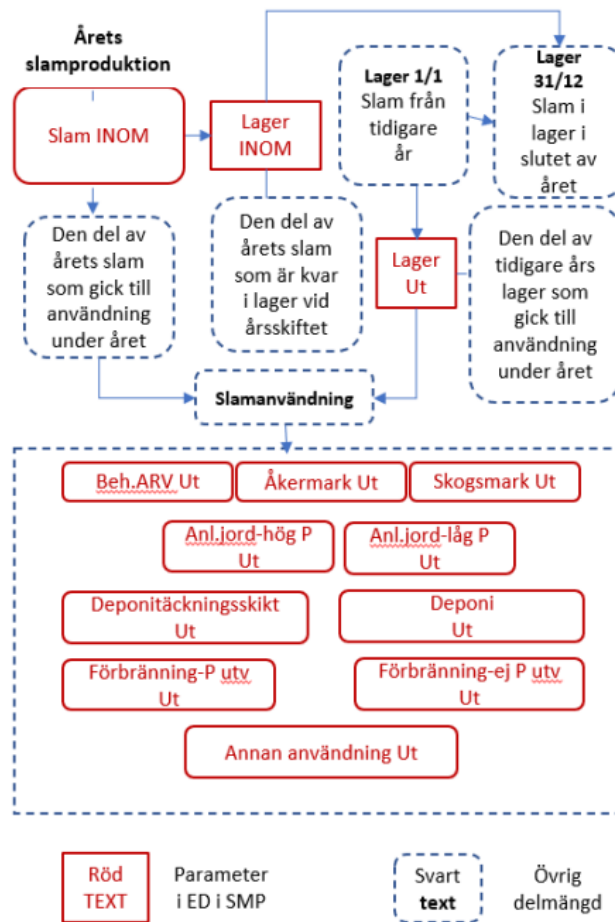 Årets
slamproduktion
Slam INOM
Lager
INOM
Lager 1/1
Slam från
tidigare
år
Lager
31/12
Slam i
lager i
slutet av
året
Den del av
årets slam
som gick till
användning
under året
Den del av
årets slam
som är kvar
i lager vid
årsskiftet
Lager
Ut
Den del av
tidigare års
lager som
gick till
användning
under året
Slamanvändning
Beh.ARV Ut
Åkermark Ut
Skogsmark Ut
Anl.jord-hög P
Ut
Anl.jord-låg P
Ut
Deponitäckningsskikt
Ut
Deponi
Ut
Förbränning-P utv
Ut
Förbränning-ej P utv
Ut
Annan användning Ut
Röd
TEXT
Parameter
i ED i SMP
Svart
text
Övrig
delmängd